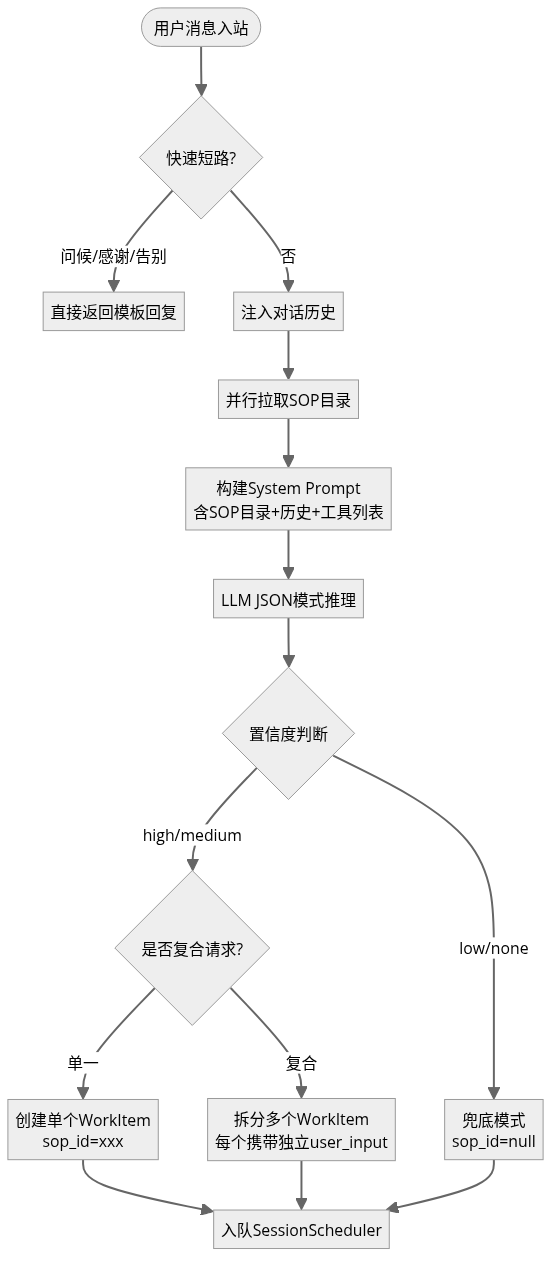 用户消息入站
快速短路?
问候/感谢/告别
否
直接返回模板回复
注入对话历史
并行拉取SOP目录
构建System Prompt
含SOP目录+历史+工具列表
LLM JSON模式推理
置信度判断
high/medium
low/none
是否复合请求?
单一
复合
创建单个WorkItem
sop_id=xxx
拆分多个WorkItem
每个携带独立user_input
兜底模式
sop_id=null
入队SessionScheduler